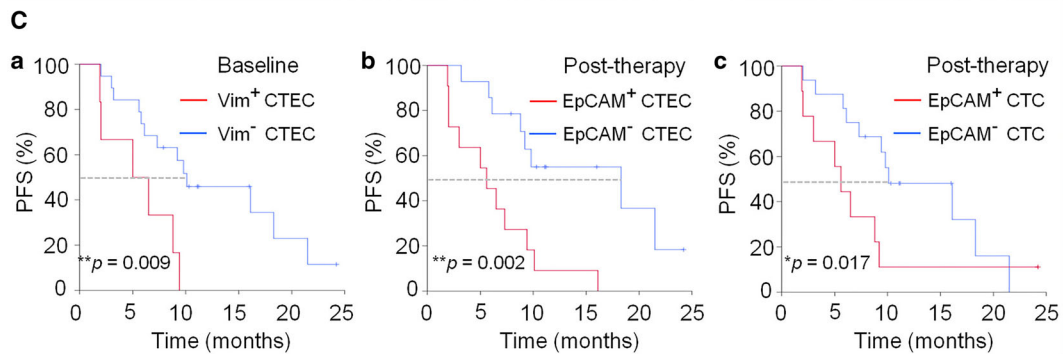 C
a
Baseline
Vim+ CTEC
Vim- CTEC
PFS (%)
100
80
60
40
20
0
**p = 0.009
0 5 10 15 20 25
Time (months)
b
Post-therapy
EpCAM+ CTEC
EpCAM- CTEC
PFS (%)
100
80
60
40
20
0
**p = 0.002
0 5 10 15 20 25
Time (months)
c
Post-therapy
EpCAM+ CTC
EpCAM- CTC
PFS (%)
100
80
60
40
20
0
*p = 0.017
0 5 10 15 20 25
Time (months)